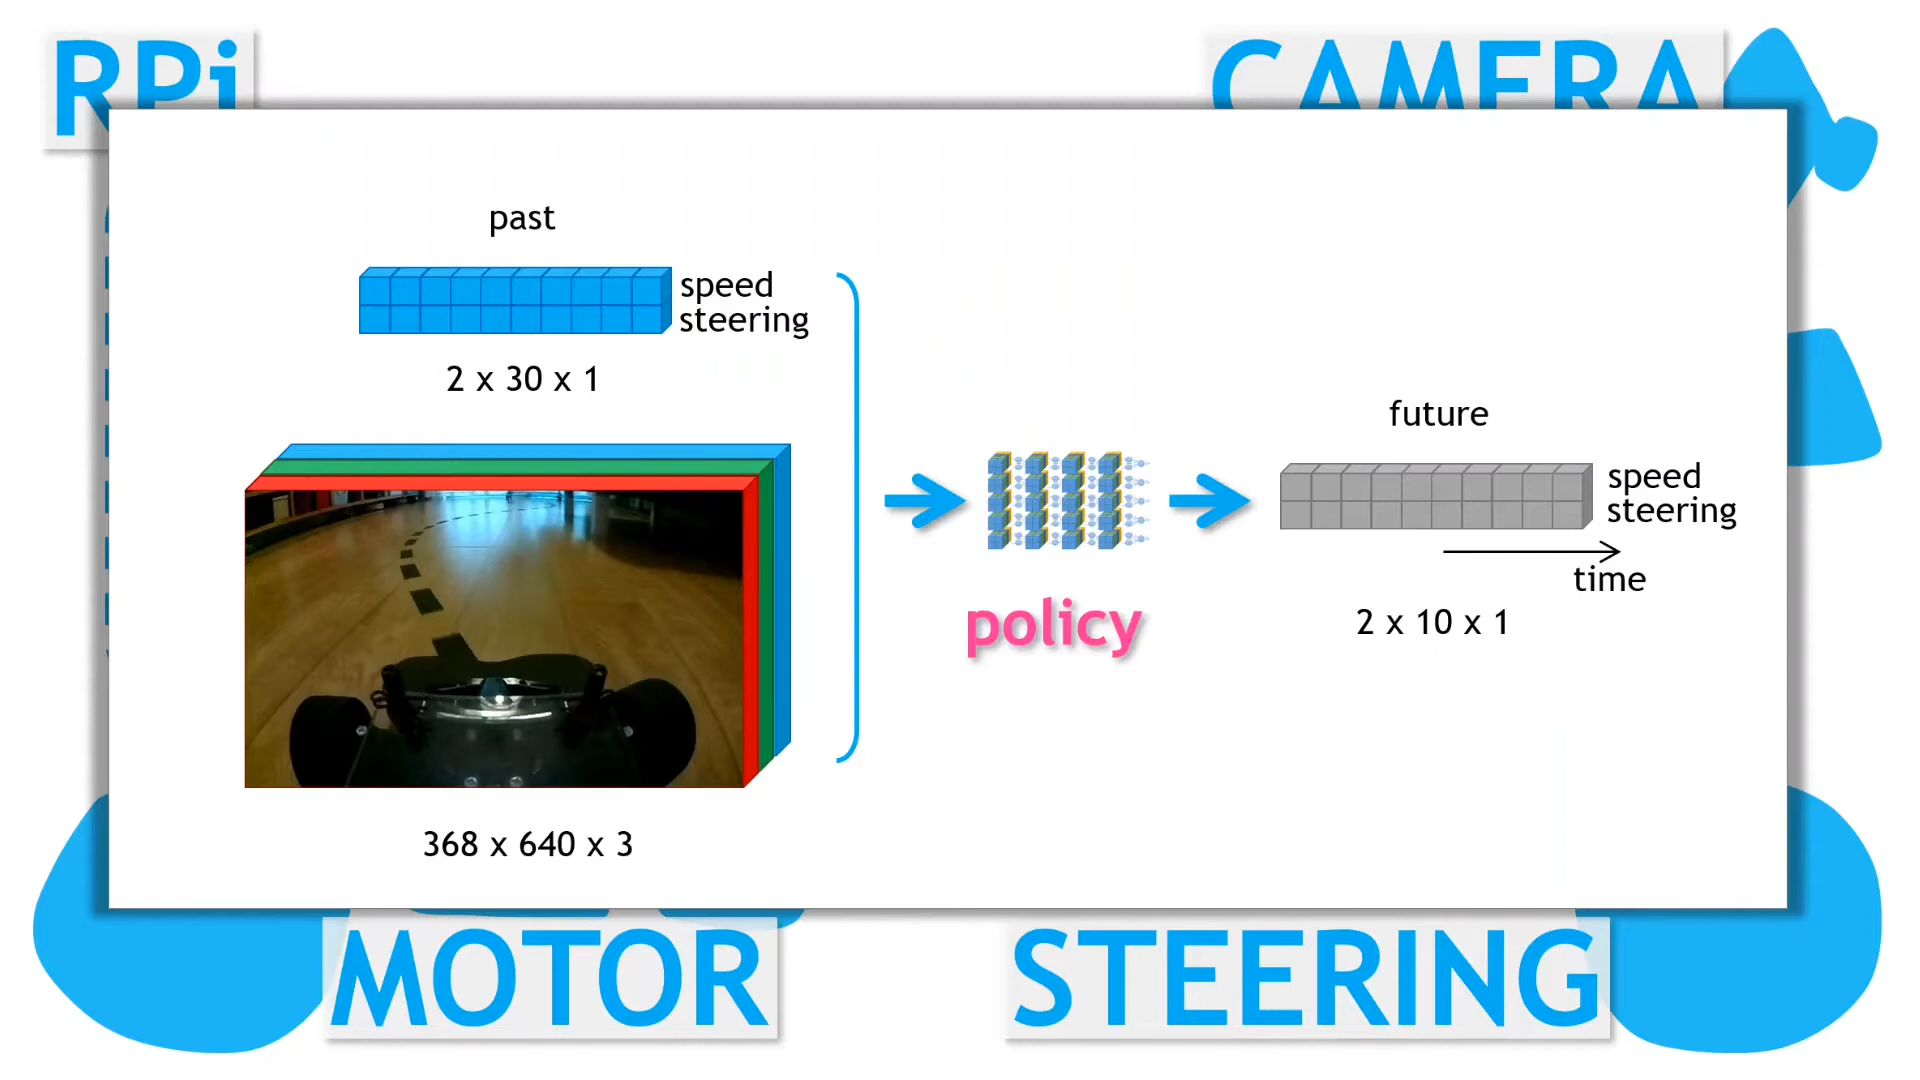 RPi
CAMERA
past
speed
steering
2 x 30 x 1
368 x 640 x 3
policy
future
speed
steering
time
2 x 10 x 1
MOTOR
STEERING